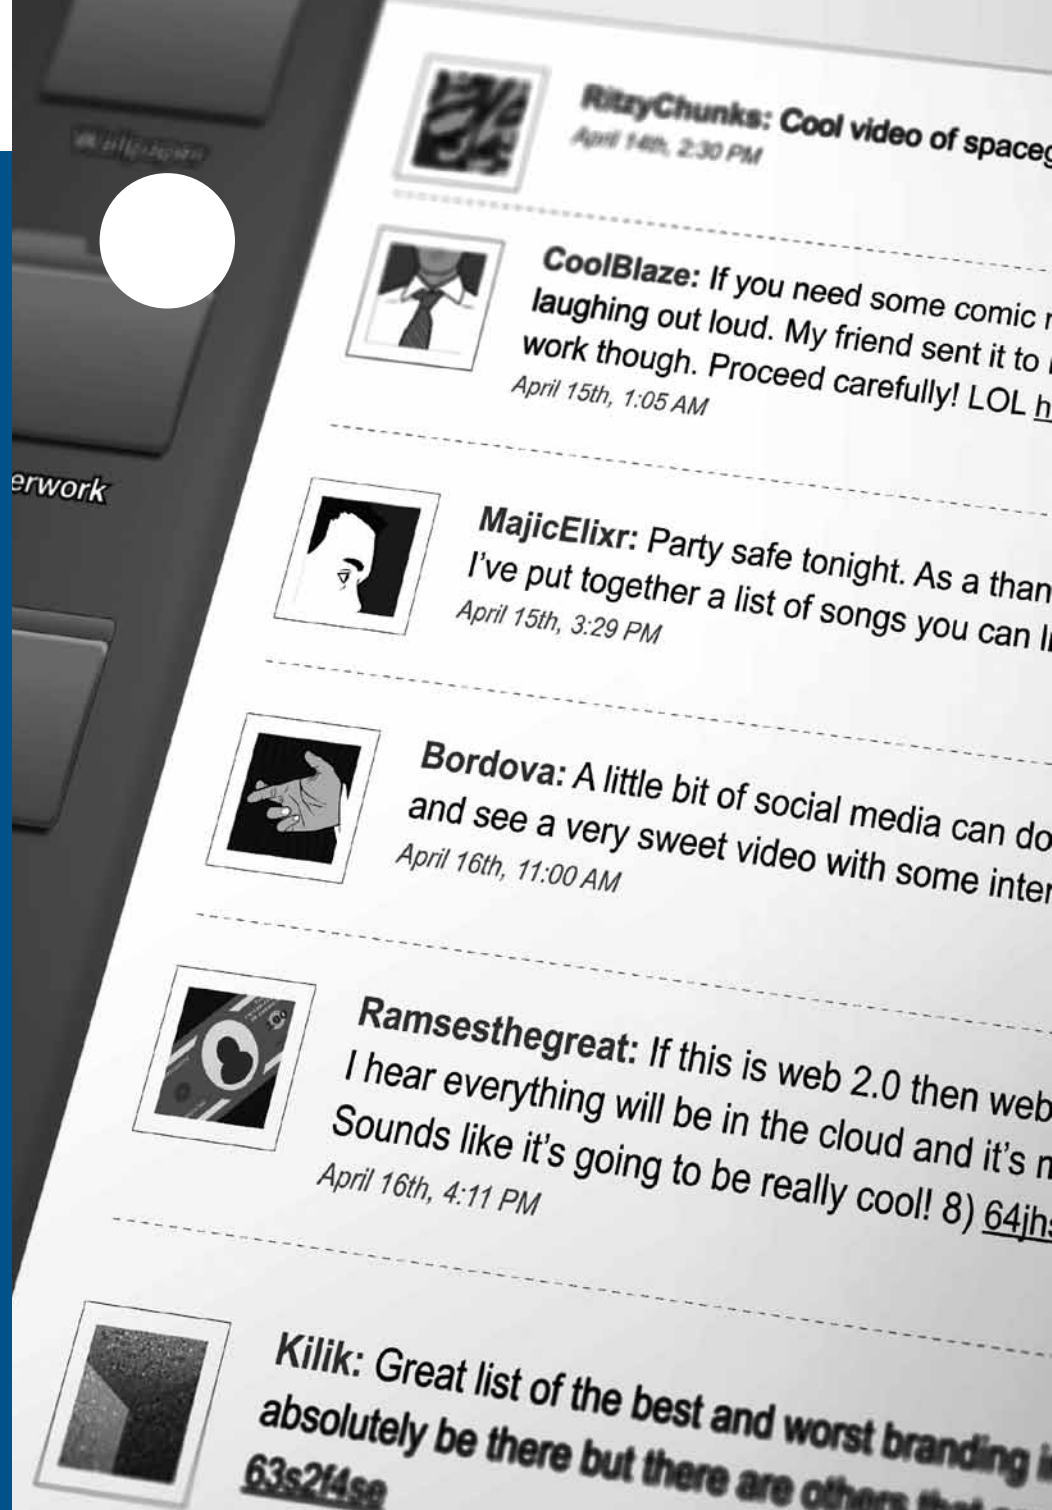 Wallpapers
erwork
RitzyChunks: Cool video of spaceg
April 14th, 2:30 PM
CoolBlaze: If you need some comic r
laughing out loud. My friend sent it to
work though. Proceed carefully! LOL h
April 15th, 1:05 AM
MajicElixr: Party safe tonight. As a than
I've put together a list of songs you can li
April 15th, 3:29 PM
Bordova: A little bit of social media can do
and see a very sweet video with some inter
April 16th, 11:00 AM
Ramsesthegreat: If this is web 2.0 then web
I hear everything will be in the cloud and it's n
Sounds like it's going to be really cool! 8) 64jhs
April 16th, 4:11 PM
Kilik: Great list of the best and worst branding i
absolutely be there but there are others that
63s2f4se